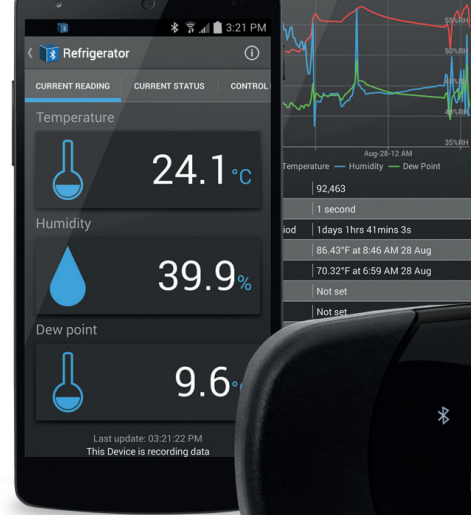 3:21 PM
Refrigerator
CURRENT READING
CURRENT STATUS
CONTROL
Temperature
24.1 °C
Humidity
39.9%
Dew point
9.6°
Last update: 03:21:22 PM
This Device is recording data
55%RH
50%RH
45%RH
40%RH
35%RH
Aug-28-12 AM
Temperature — Humidity — Dew Point
92,463
1 second
iod 1days 1hrs 41mins 3s
86.43°F at 8:46 AM 28 Aug
70.32°F at 6:59 AM 28 Aug
Not set
Not set